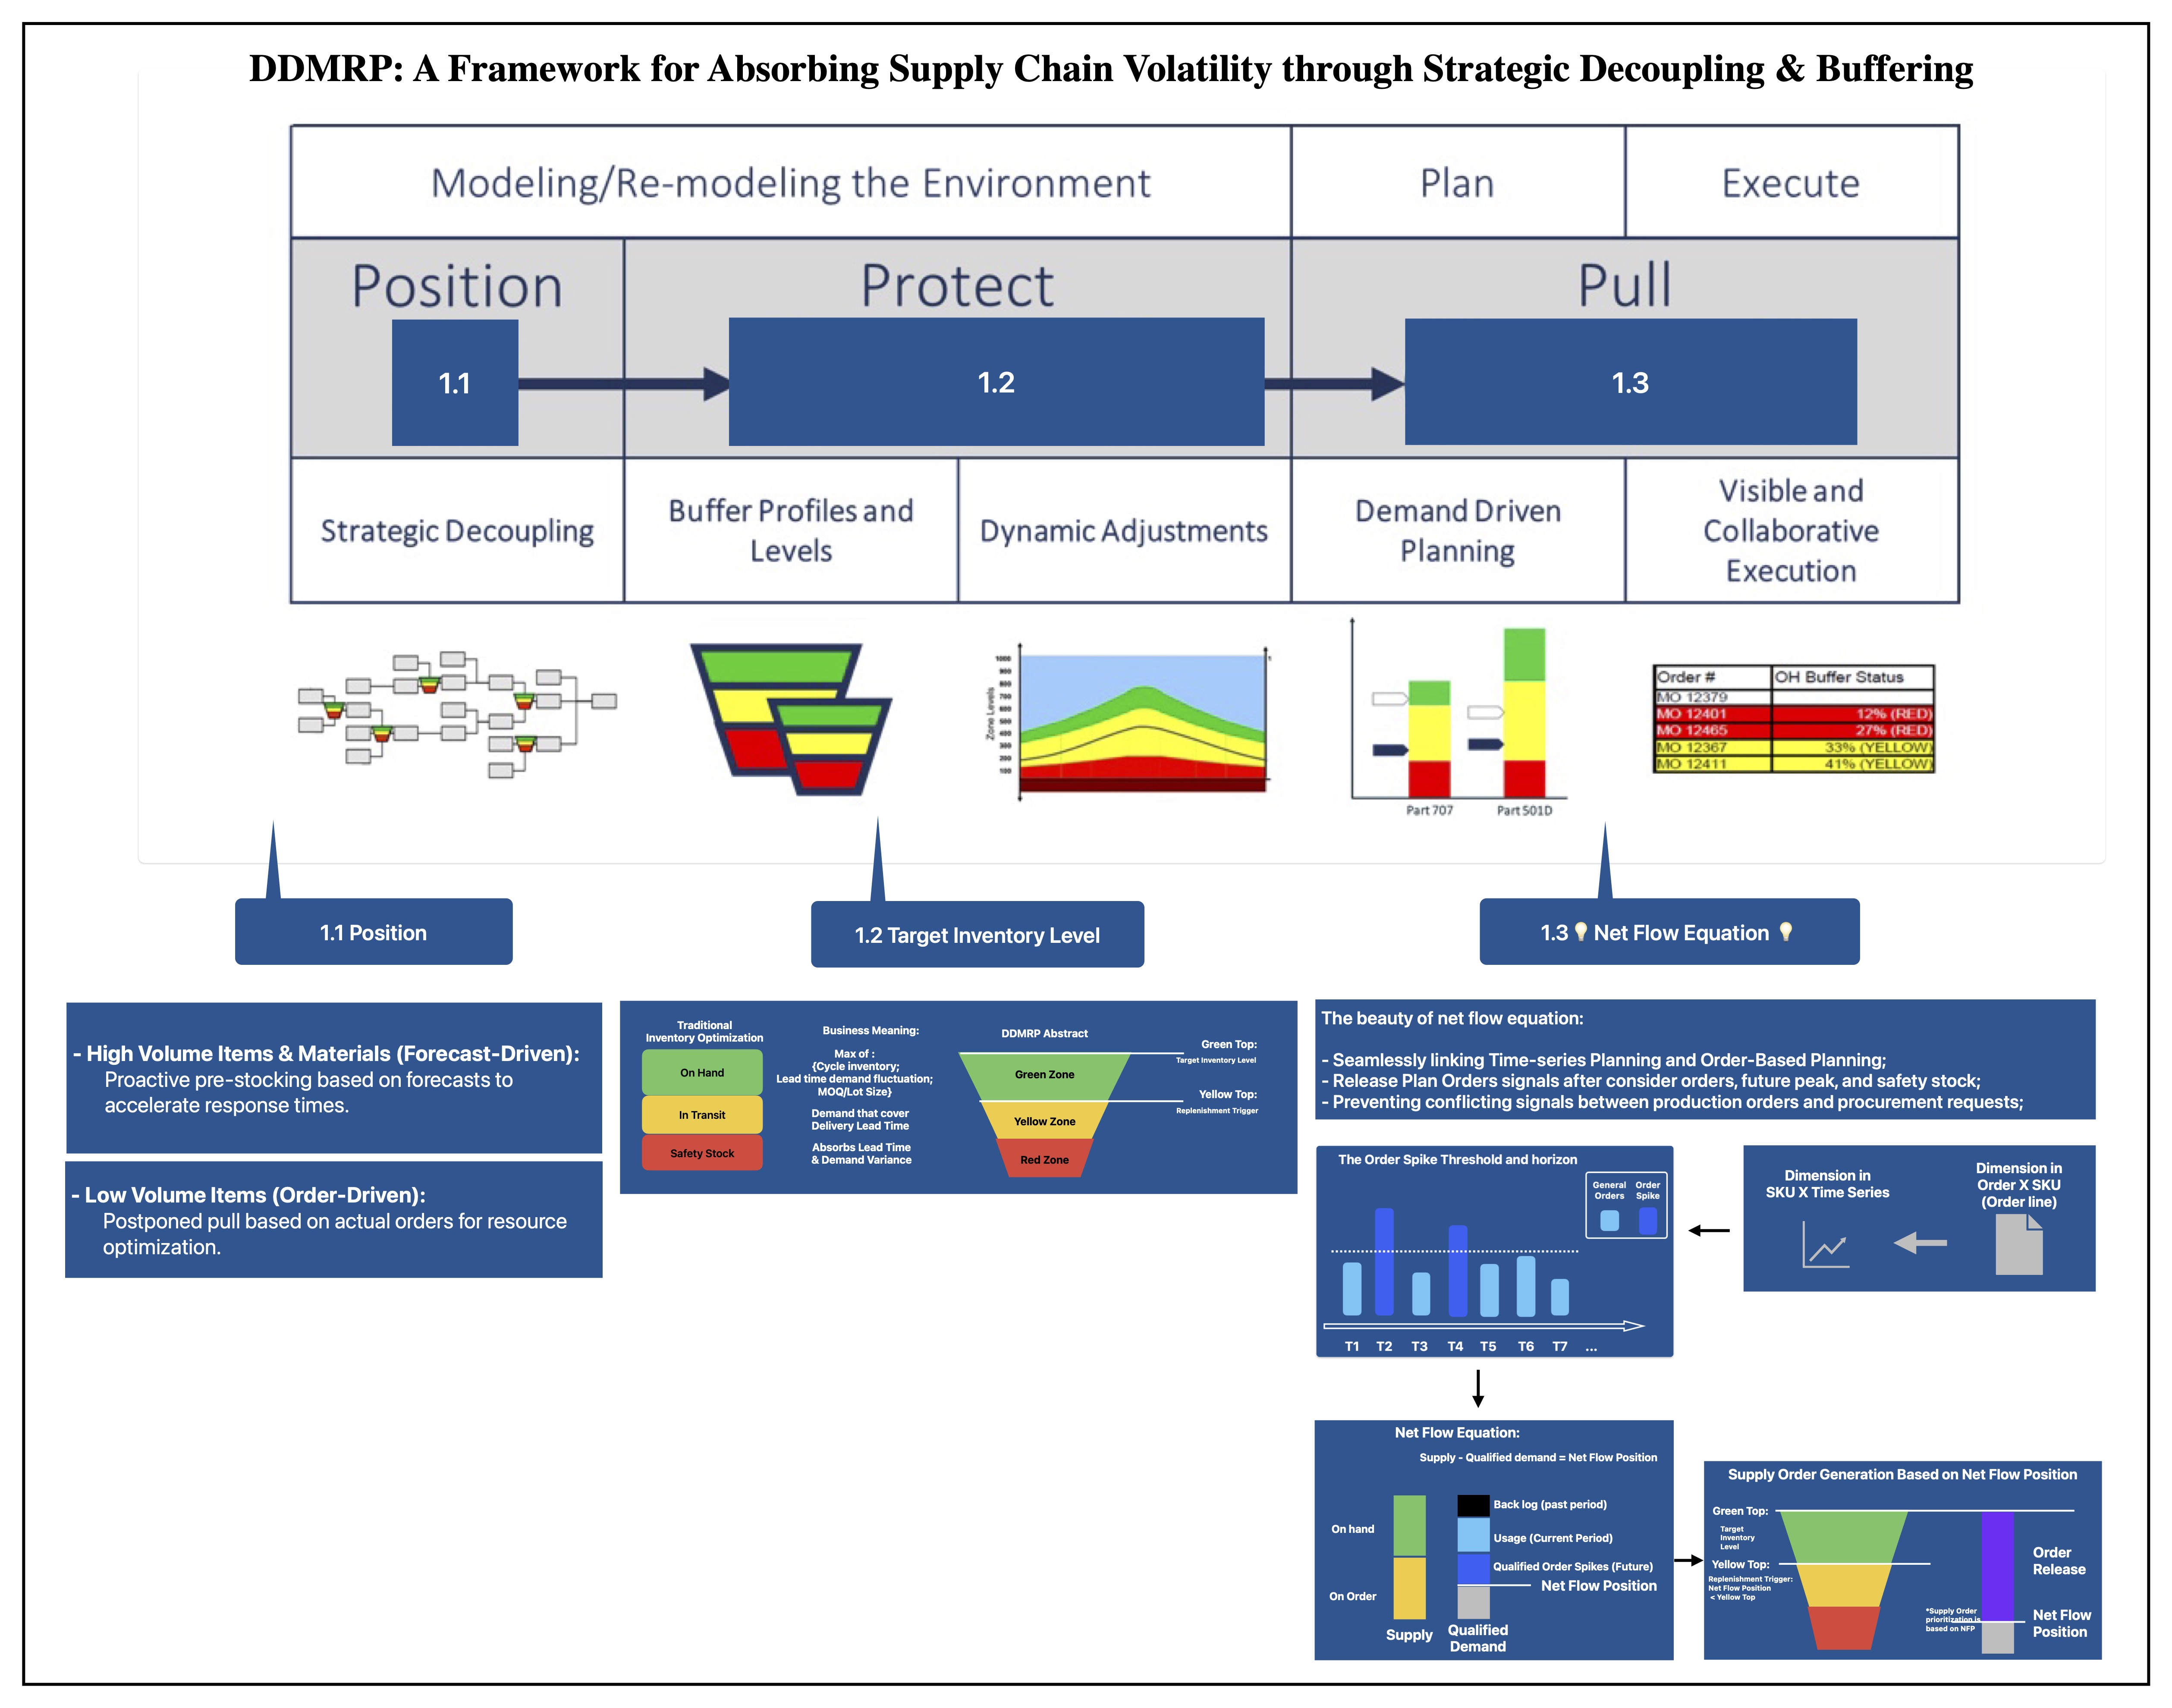 DDMRP: A Framework for Absorbing Supply Chain Volatility through Strategic Decoupling & Buffering
Modeling/Re-modeling the Environment
Plan
Execute
Position
Protect
Pull
1.1
1.2
1.3
Strategic Decoupling
Buffer Profiles and
Levels
Dynamic Adjustments
Demand Driven
Planning
Visible and
Collaborative
Execution
Zone Levels
1000
900
800
700
600
500
400
300
200
100
Part 707
Part 501D
Order # OH Buffer Status
MO 12379
MO 12401 12% (RED)
MO 12465 27% (RED)
MO 12367 33% (YELLOW)
MO 12411 41% (YELLOW)
1.1 Position
1.2 Target Inventory Level
1.3 💡 Net Flow Equation 💡
- High Volume Items & Materials (Forecast-Driven):
Proactive pre-stocking based on forecasts to
accelerate response times.
- Low Volume Items (Order-Driven):
Postponed pull based on actual orders for resource
optimization.
Traditional
Inventory Optimization
On Hand
In Transit
Safety Stock
Business Meaning:
Max of :
{Cycle inventory;
Lead time demand fluctuation;
MOQ/Lot Size}
Demand that cover
Delivery Lead Time
Absorbs Lead Time
& Demand Variance
DDMRP Abstract
Green Zone
Yellow Zone
Red Zone
Green Top:
Target Inventory Level
Yellow Top:
Replenishment Trigger
The beauty of net flow equation:
- Seamlessly linking Time-series Planning and Order-Based Planning;
- Release Plan Orders signals after consider orders, future peak, and safety stock;
- Preventing conflicting signals between production orders and procurement requests;
The Order Spike Threshold and horizon
General
Orders
Order
Spike
T1 T2 T3 T4 T5 T6 T7 ...
Dimension in
SKU X Time Series
Dimension in
Order X SKU
(Order line)
Net Flow Equation:
Supply - Qualified demand = Net Flow Position
On hand
On Order
Back log (past period)
Usage (Current Period)
Qualified Order Spikes (Future)
Net Flow Position
Supply
Qualified
Demand
Supply Order Generation Based on Net Flow Position
Green Top:
Target
Inventory
Level
Yellow Top:
Replenishment Trigger:
Net Flow Position
< Yellow Top
*Supply Order
prioritization is
based on NFP
Order
Release
Net Flow
Position